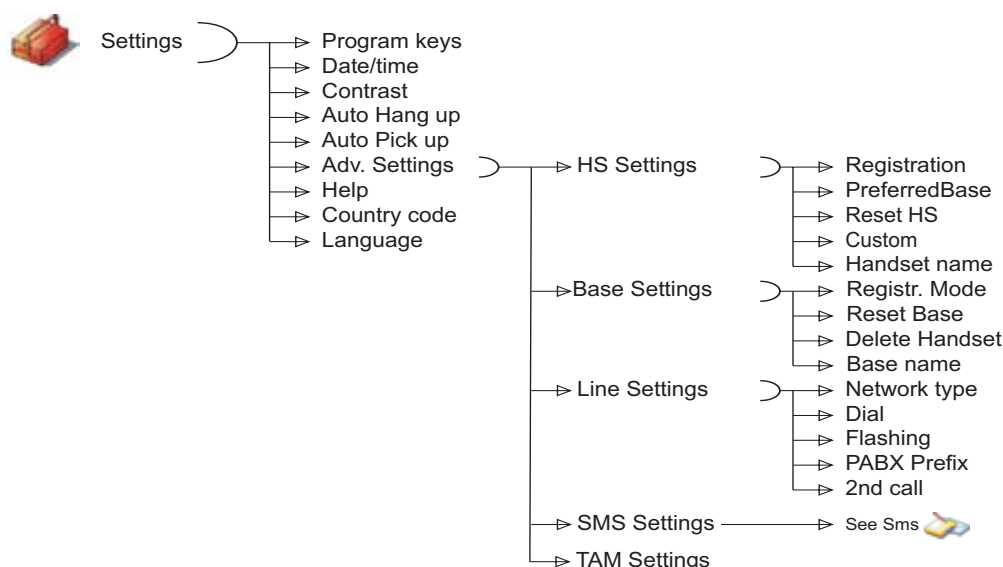 Settings
Program keys
Date/time
Contrast
Auto Hang up
Auto Pick up
Adv. Settings
Help
Country code
Language
HS Settings
Registration
PreferredBase
Reset HS
Custom
Handset name
Base Settings
Registr. Mode
Reset Base
Delete Handset
Base name
Line Settings
Network type
Dial
Flashing
PABX Prefix
2nd call
SMS Settings
See Sms
TAM Settings